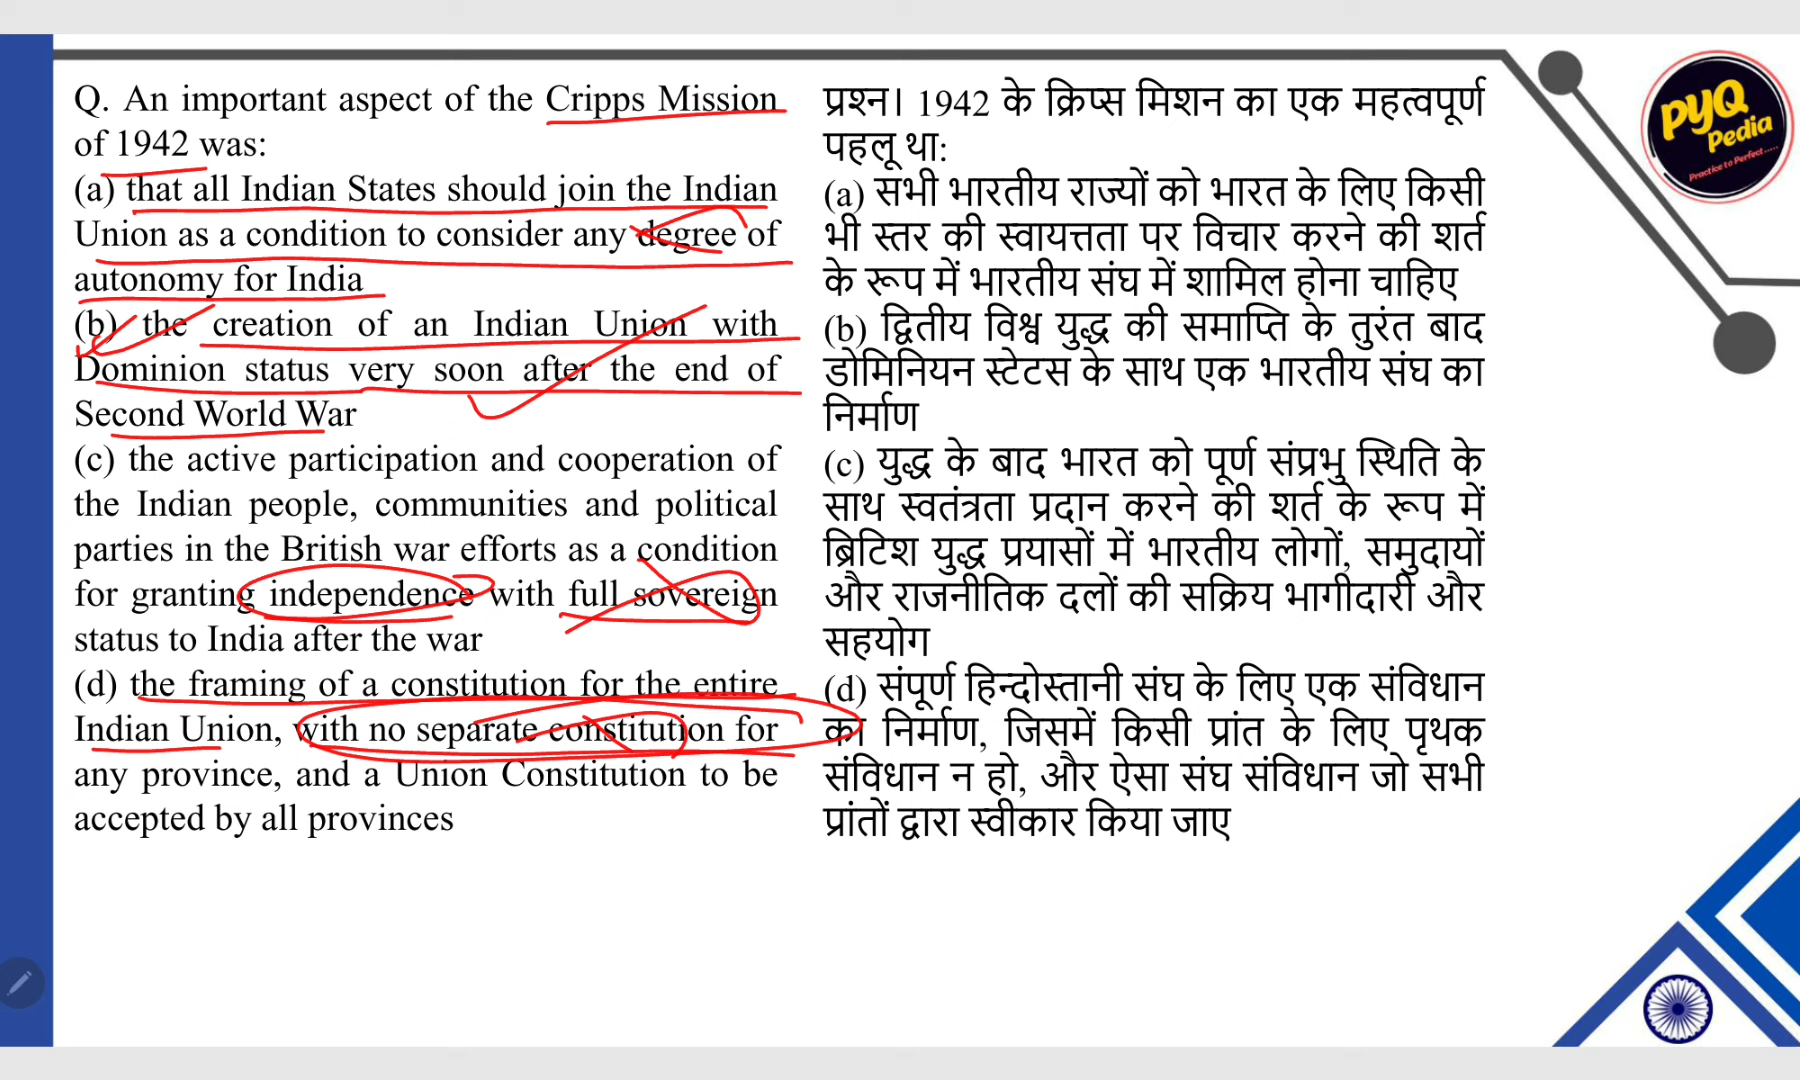 Q. An important aspect of the Cripps Mission
of 1942 was:
(a) that all Indian States should join the Indian
Union as a condition to consider any degree of
autonomy for India
(b) the creation of an Indian Union with
Dominion status very soon after the end of
Second World War
(c) the active participation and cooperation of
the Indian people, communities and political
parties in the British war efforts as a condition
for granting independence with full sovereign
status to India after the war
(d) the framing of a constitution for the entire
Indian Union, with no separate constitution for
any province, and a Union Constitution to be
accepted by all provinces
प्रश्न। 1942 के क्रिप्स मिशन का एक महत्वपूर्ण
पहलू था:
(a) सभी भारतीय राज्यों को भारत के लिए किसी
भी स्तर की स्वायत्तता पर विचार करने की शर्त
के रूप में भारतीय संघ में शामिल होना चाहिए
(b) द्वितीय विश्व युद्ध की समाप्ति के तुरंत बाद
डोमिनियन स्टेटस के साथ एक भारतीय संघ का
निर्माण
(c) युद्ध के बाद भारत को पूर्ण संप्रभु स्थिति के
साथ स्वतंत्रता प्रदान करने की शर्त के रूप में
ब्रिटिश युद्ध प्रयासों में भारतीय लोगों, समुदायों
और राजनीतिक दलों की सक्रिय भागीदारी और
सहयोग
(d) संपूर्ण हिन्दोस्तानी संघ के लिए एक संविधान
का निर्माण, जिसमें किसी प्रांत के लिए पृथक
संविधान न हो, और ऐसा संघ संविधान जो सभी
प्रांतों द्वारा स्वीकार किया जाए
PYQ
Pedia
Practice to Perfect.....